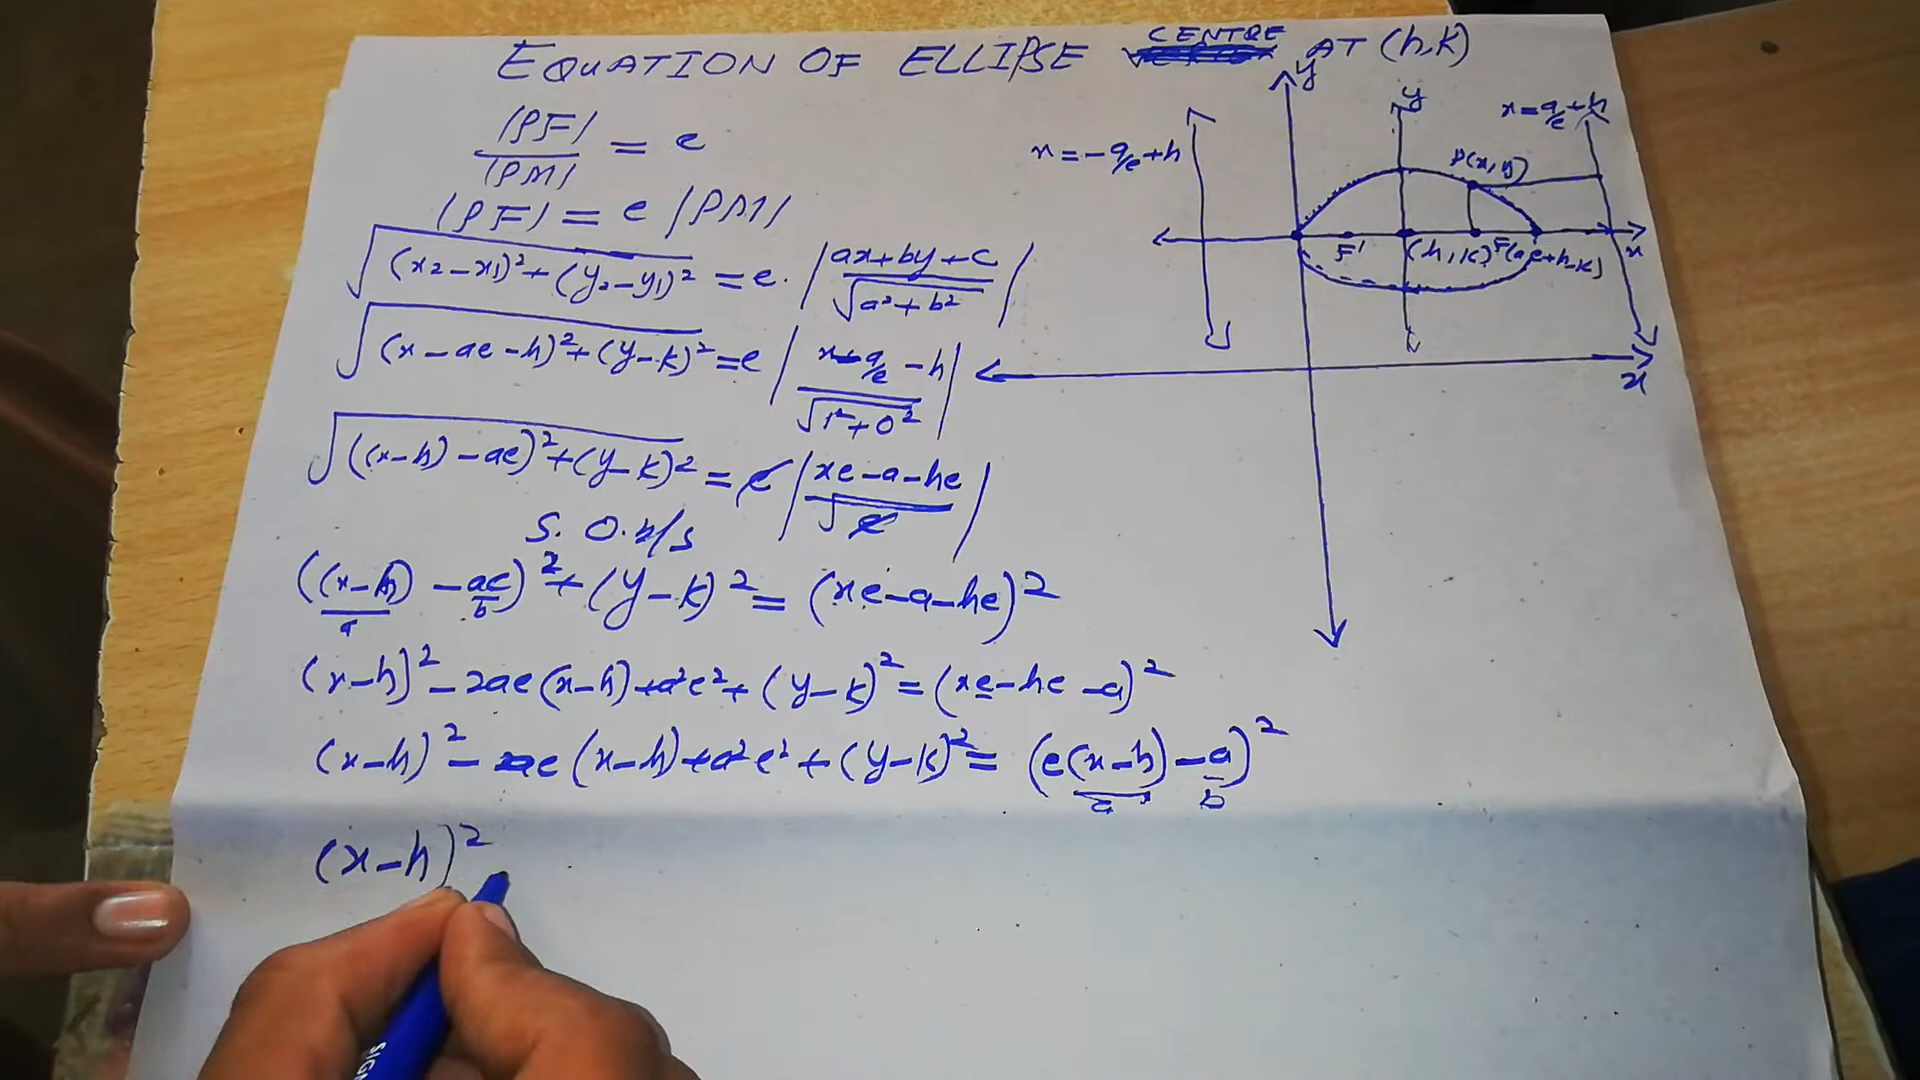 EQUATION OF ELLIPSE CENTRE AT (h,k)
|PF| / |PM| = e
|PF| = e |PM|
√((x₂-x₁)²+(y₂-y₁)²) = e. |ax+by+c / √(a²+b²)|
√((x-ae-h)²+(y-k)²) = e |x-a/e-h / √(1²+0²)|
√(((x-h)-ae)²+(y-k)²) = e |xe-a-he / √e|
S. O. b/s
((x-h)-ae)²+(y-k)² = (xe-a-he)²
a b
(x-h)²-2ae(x-h)+a²e²+(y-k)² = (xe-he-a)²
(x-h)²-2ae(x-h)+a²e²+(y-k)² = (e(x-h)-a)²
a b
(x-h)²
y
y
x=a/e+h
x=-a/e+h
P(x,y)
F' (h,k) F(ae+h,k)
x
x
SIGN